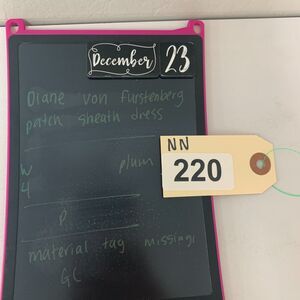 December 23
Diane von furstenberg
patch sheath dress
W plum
4
NN
220
P
material tag missing,
GC